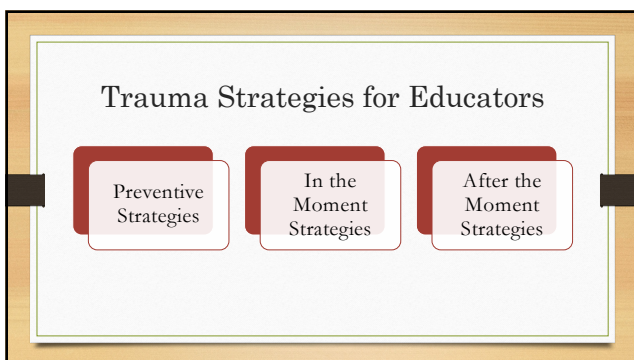 Trauma Strategies for Educators
Preventive
Strategies
In the
Moment
Strategies
After the
Moment
Strategies